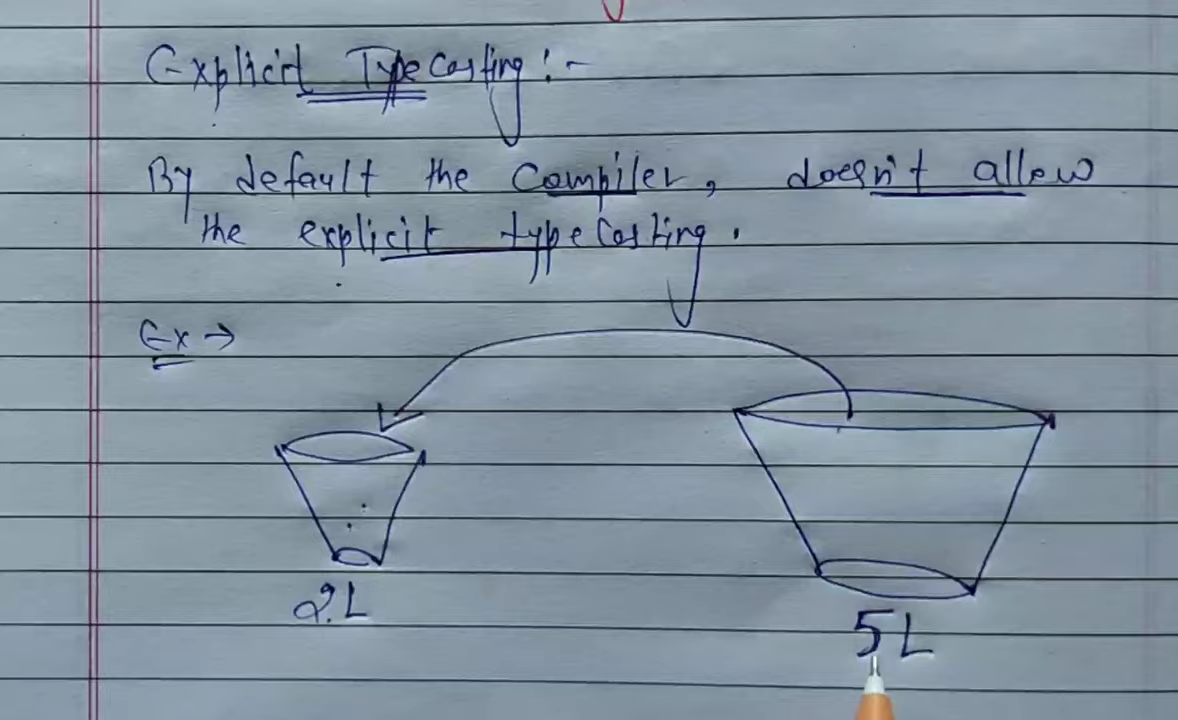 Explicit Typecasting :-
By default the Compiler, doesn't allow
the explicit typecasting.
Ex →
2L
5L